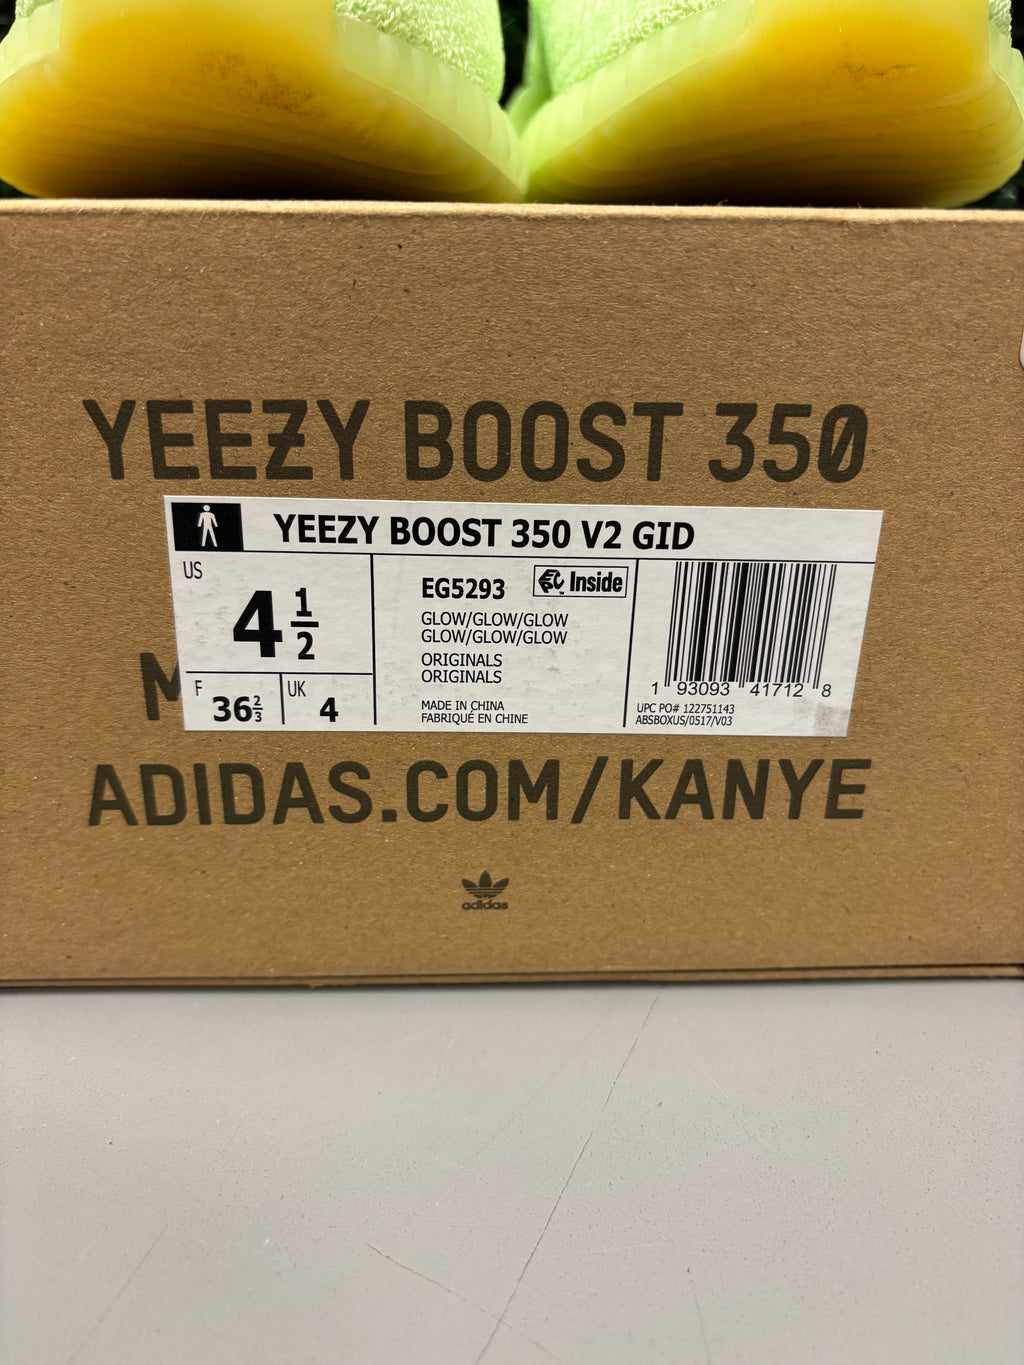 YEEZY BOOST 350
YEEZY BOOST 350 V2 GID
US
4 1/2
F
36 2/3
UK
4
EG5293
Inside
GLOW/GLOW/GLOW
GLOW/GLOW/GLOW
ORIGINALS
ORIGINALS
MADE IN CHINA
FABRIQUÉ EN CHINE
1 93093 41712 8
UPC PO# 122751143
ABSBOXUS/0517/V03
M
ADIDAS.COM/KANYE
adidas